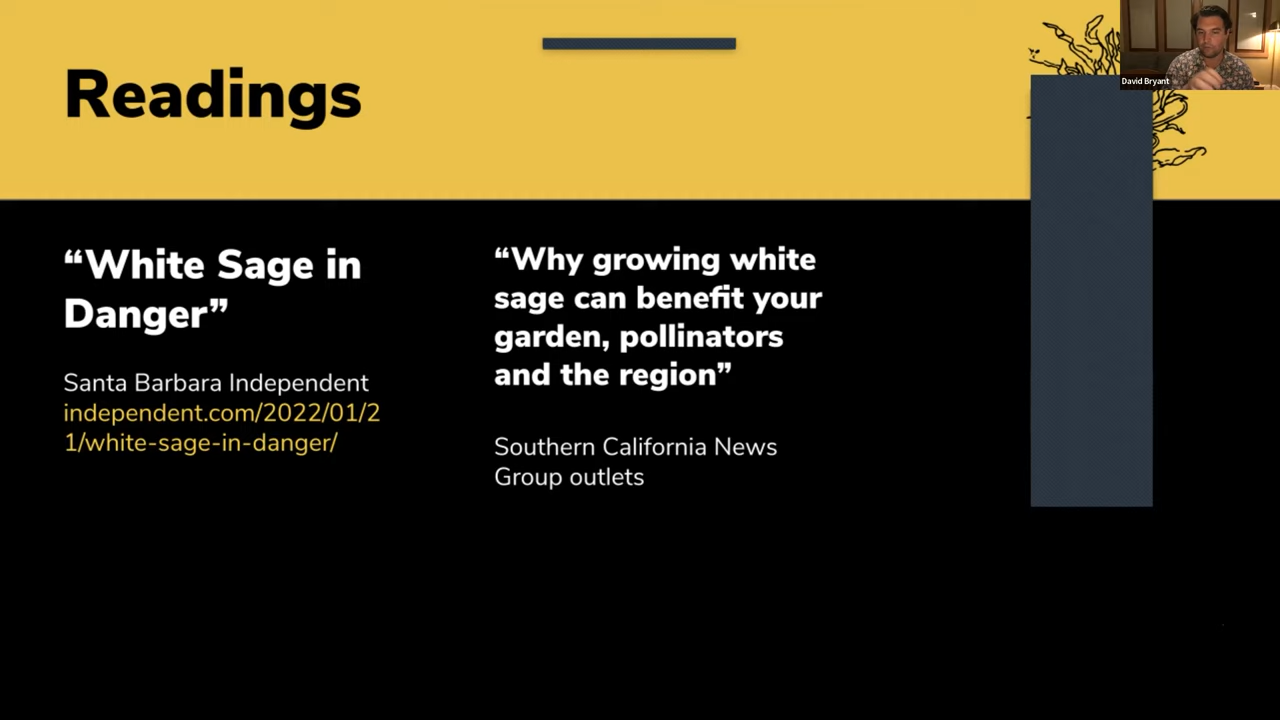 Readings
David Bryant
“White Sage in
Danger”
Santa Barbara Independent
independent.com/2022/01/2
1/white-sage-in-danger/
“Why growing white
sage can benefit your
garden, pollinators
and the region”
Southern California News
Group outlets